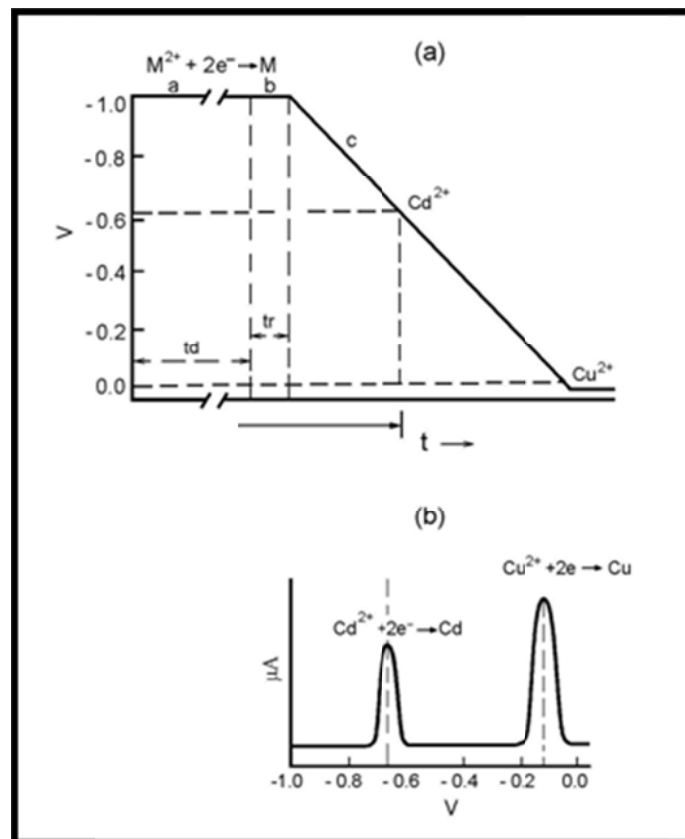 (a)
M²⁺ + 2e⁻→M
a
b
- 1.0
c
- 0.8
Cd²⁺
- 0.6
V
- 0.4
- 0.2
tr
td
Cu²⁺
0.0
t
(b)
Cu²⁺ +2e → Cu
Cd²⁺ +2e⁻→Cd
µA
-1.0 - 0.8 - 0.6 - 0.4 - 0.2 0.0
V